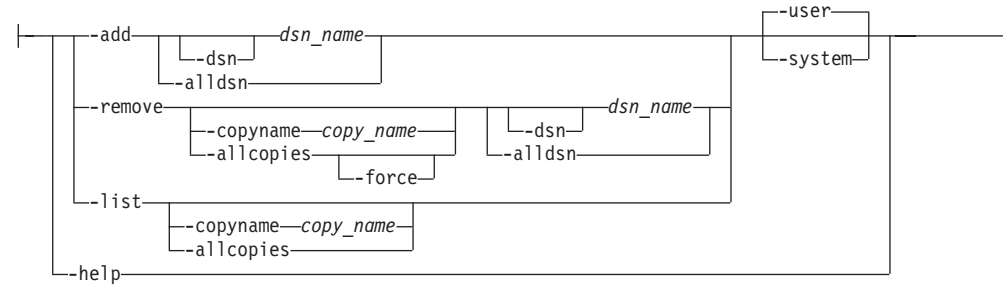 -user
-add dsn_name
-dsn -system
-alldsn
-remove dsn_name
-copyname copy_name -dsn
-allcopies -alldsn
-force
-list
-copyname copy_name
-allcopies
-help